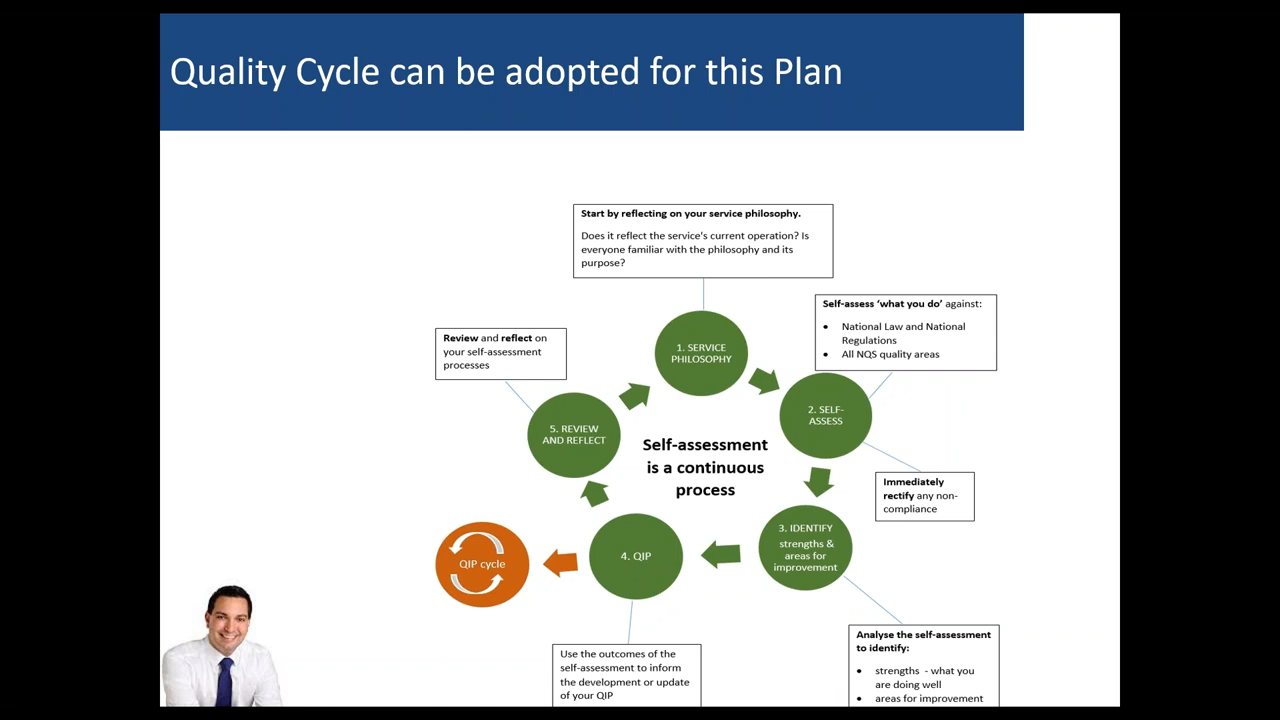 Quality Cycle can be adopted for this Plan
Start by reflecting on your service philosophy.
Does it reflect the service's current operation? Is
everyone familiar with the philosophy and its
purpose?
Self-assess ‘what you do’ against:
• National Law and National
Regulations
• All NQS quality areas
Review and reflect on
your self-assessment
processes
1. SERVICE
PHILOSOPHY
2. SELF-
ASSESS
5. REVIEW
AND REFLECT
Self-assessment
is a continuous
process
Immediately
rectify any non-
compliance
3. IDENTIFY
strengths &
areas for
improvement
4. QIP
QIP cycle
Use the outcomes of the
self-assessment to inform
the development or update
of your QIP
Analyse the self-assessment
to identify:
• strengths - what you
are doing well
• areas for improvement